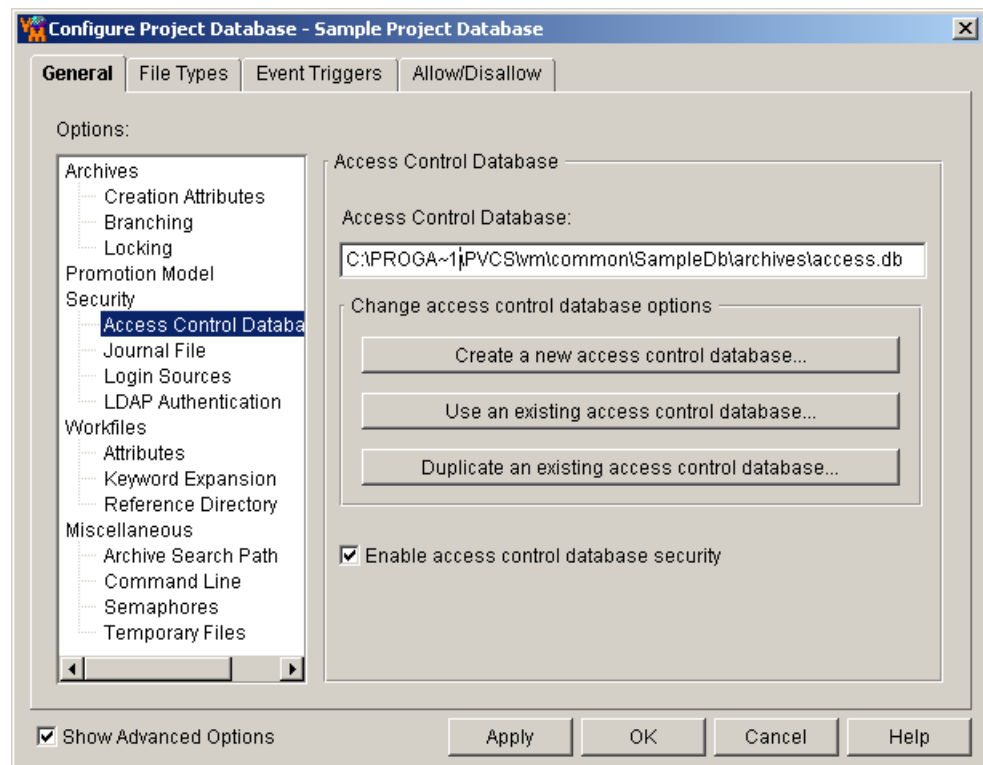 Configure Project Database - Sample Project Database
General File Types Event Triggers Allow/Disallow
Options:
Archives
Creation Attributes
Branching
Locking
Promotion Model
Security
Access Control Databa
Journal File
Login Sources
LDAP Authentication
Workfiles
Attributes
Keyword Expansion
Reference Directory
Miscellaneous
Archive Search Path
Command Line
Semaphores
Temporary Files
Access Control Database
Access Control Database:
C:\PROGA~1\PVCS\vm\common\SampleDb\archives\access.db
Change access control database options
Create a new access control database...
Use an existing access control database...
Duplicate an existing access control database...
Enable access control database security
Show Advanced Options
Apply OK Cancel Help